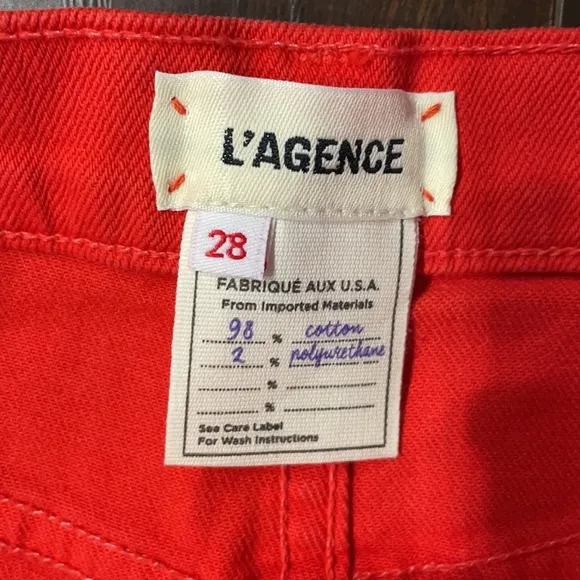 L'AGENCE
28
FABRIQUÉ AUX U.S.A.
From Imported Materials
98 % cotton
2 % polyurethane
%
%
See Care Label
For Wash Instructions